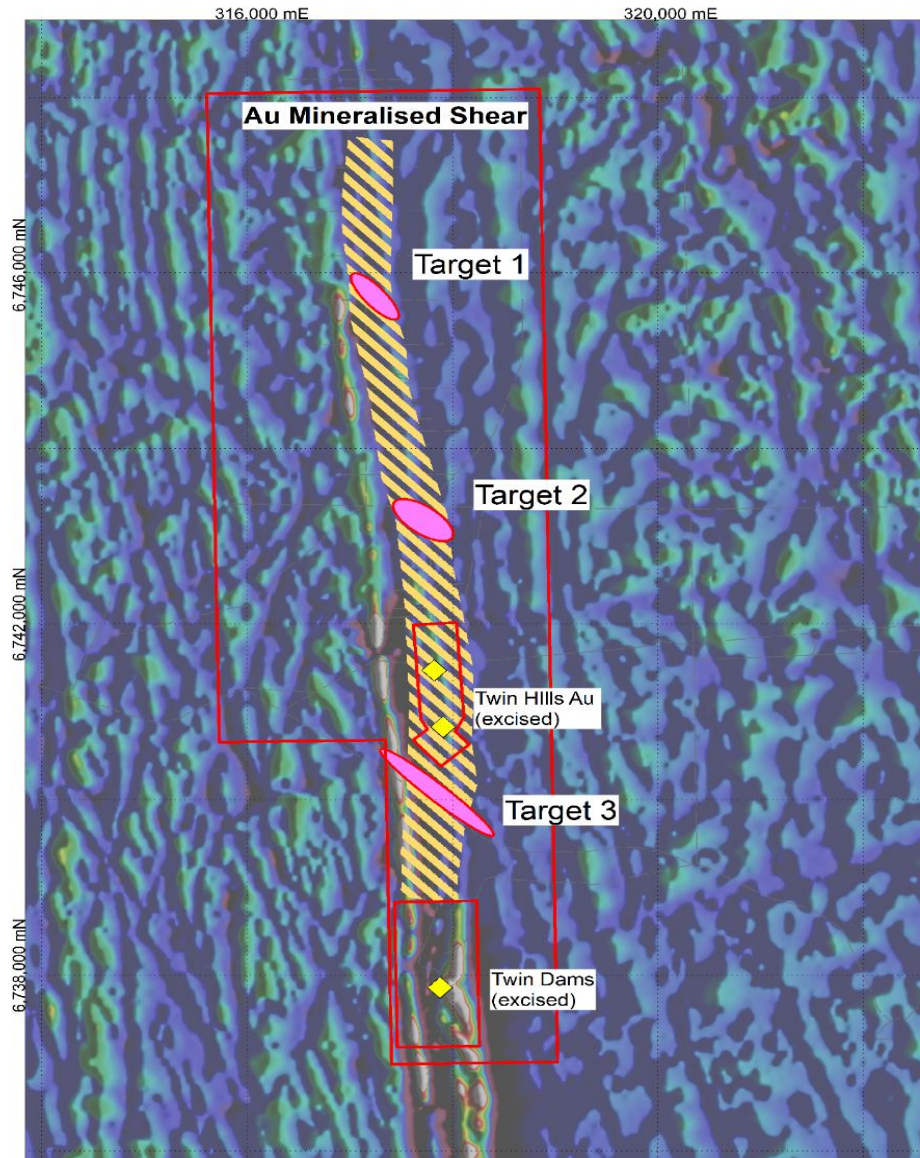 316,000 mE
320,000 mE
Au Mineralised Shear
6,746,000 mN
Target 1
Target 2
6,742,000 mN
Twin HIlls Au
(excised)
Target 3
6,738,000 mN
Twin Dams
(excised)